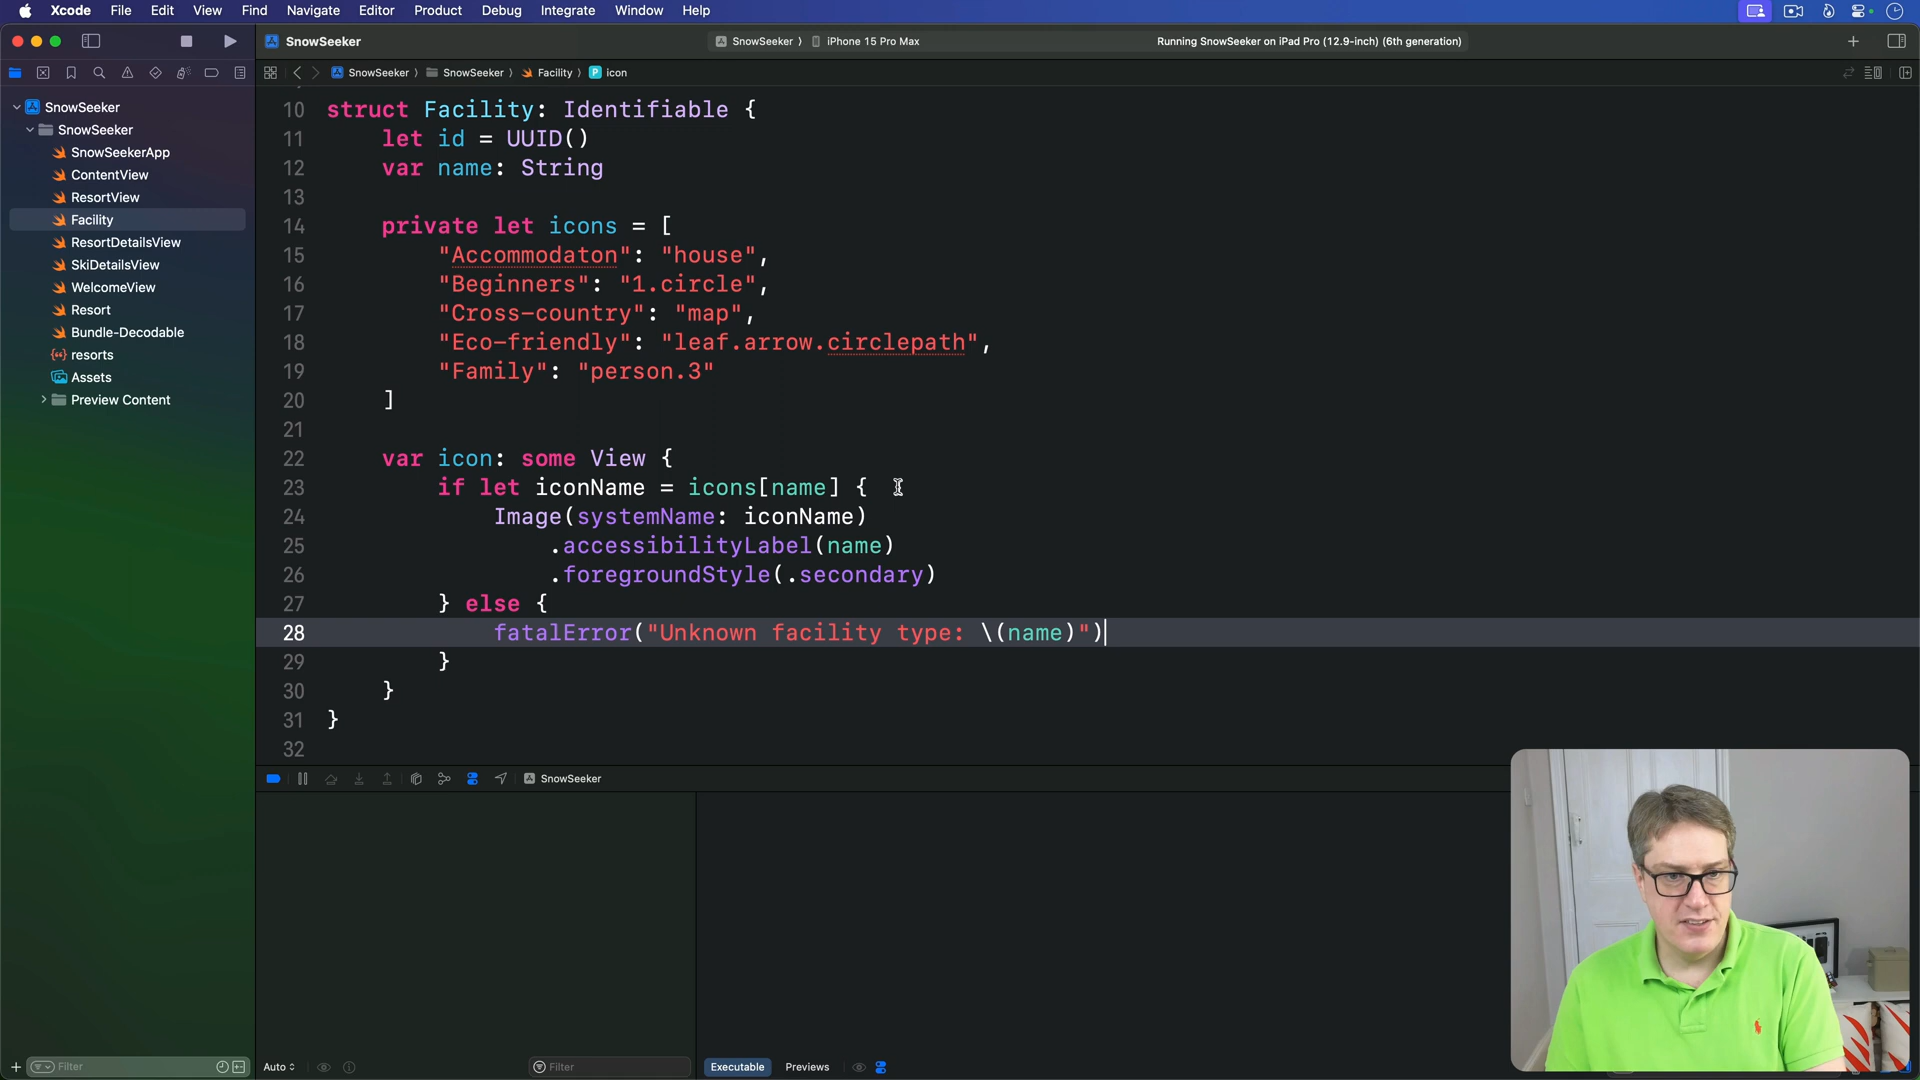 Xcode File Edit View Find Navigate Editor Product Debug Integrate Window Help
SnowSeeker
SnowSeeker 〉 iPhone 15 Pro Max
Running SnowSeeker on iPad Pro (12.9-inch) (6th generation)
SnowSeeker 〉 SnowSeeker 〉 Facility 〉 P icon
SnowSeeker
SnowSeeker
SnowSeekerApp
ContentView
ResortView
Facility
ResortDetailsView
SkiDetailsView
WelcomeView
Resort
Bundle-Decodable
resorts
Assets
Preview Content
10 struct Facility: Identifiable {
11 let id = UUID()
12 var name: String
13
14 private let icons = [
15 "Accommodaton": "house",
16 "Beginners": "1.circle",
17 "Cross-country": "map",
18 "Eco-friendly": "leaf.arrow.circlepath",
19 "Family": "person.3"
20 ]
21
22 var icon: some View {
23 if let iconName = icons[name] {
24 Image(systemName: iconName)
25 .accessibilityLabel(name)
26 .foregroundStyle(.secondary)
27 } else {
28 fatalError("Unknown facility type: \(name)")
29 }
30 }
31 }
32
SnowSeeker
Filter
Auto
Filter
Executable Previews